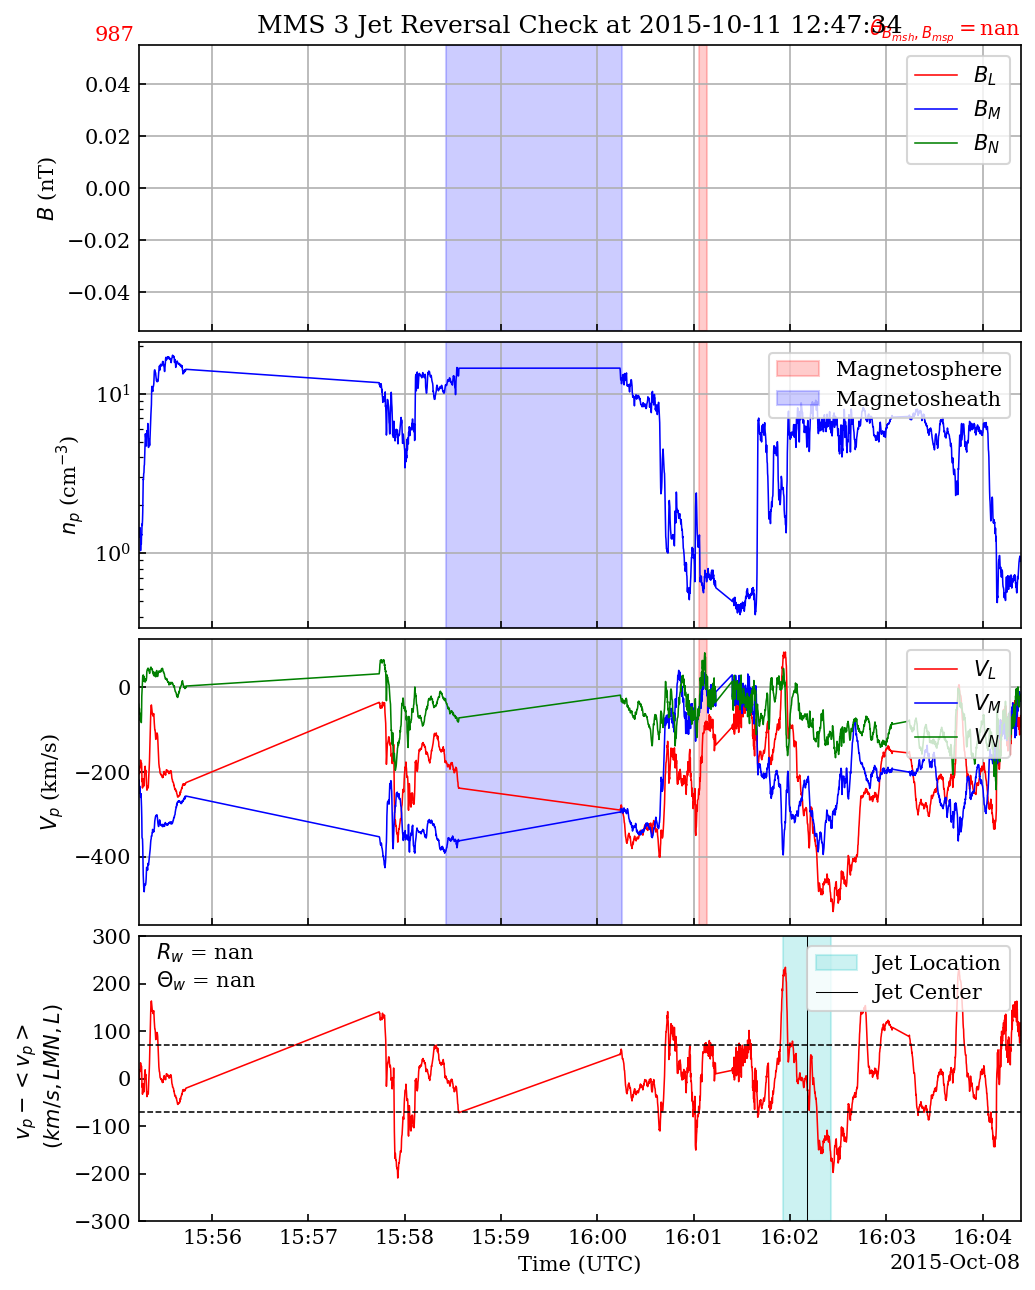 987
MMS 3 Jet Reversal Check at 2015-10-11 12:47:34
θ_{B_{msh}, B_{msp}} = nan
0.04
0.02
0.00
−0.02
−0.04
B (nT)
B_L
B_M
B_N
10^1
10^0
n_p (cm^{−3})
Magnetosphere
Magnetosheath
0
−200
−400
V_p (km/s)
V_L
V_M
V_N
300
200
100
0
−100
−200
−300
v_p − < v_p >
(km/s, LMN, L)
R_w = nan
Θ_w = nan
Jet Location
Jet Center
15:56 15:57 15:58 15:59 16:00 16:01 16:02 16:03 16:04
Time (UTC)
2015-Oct-08